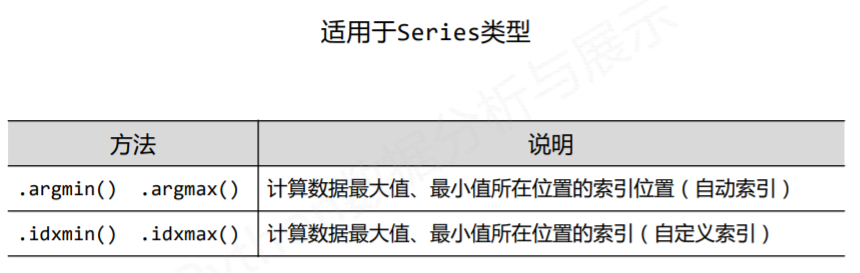 适用于Series类型
方法 说明
.argmin() .argmax() 计算数据最大值、最小值所在位置的索引位置（自动索引）
.idxmin() .idxmax() 计算数据最大值、最小值所在位置的索引（自定义索引）